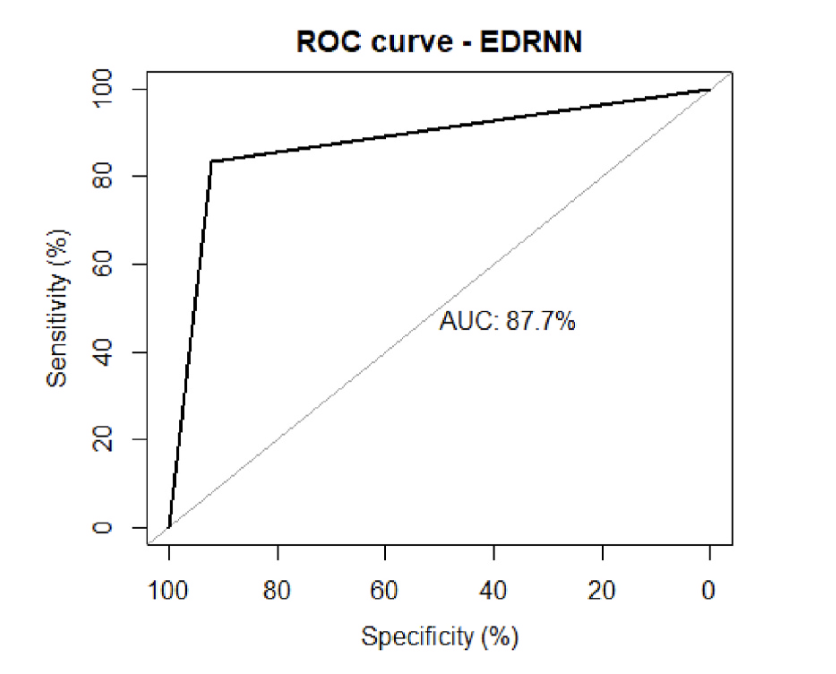 ROC curve - EDRNN
100
80
60
40
20
0
Sensitivity (%)
AUC: 87.7%
100 80 60 40 20 0
Specificity (%)